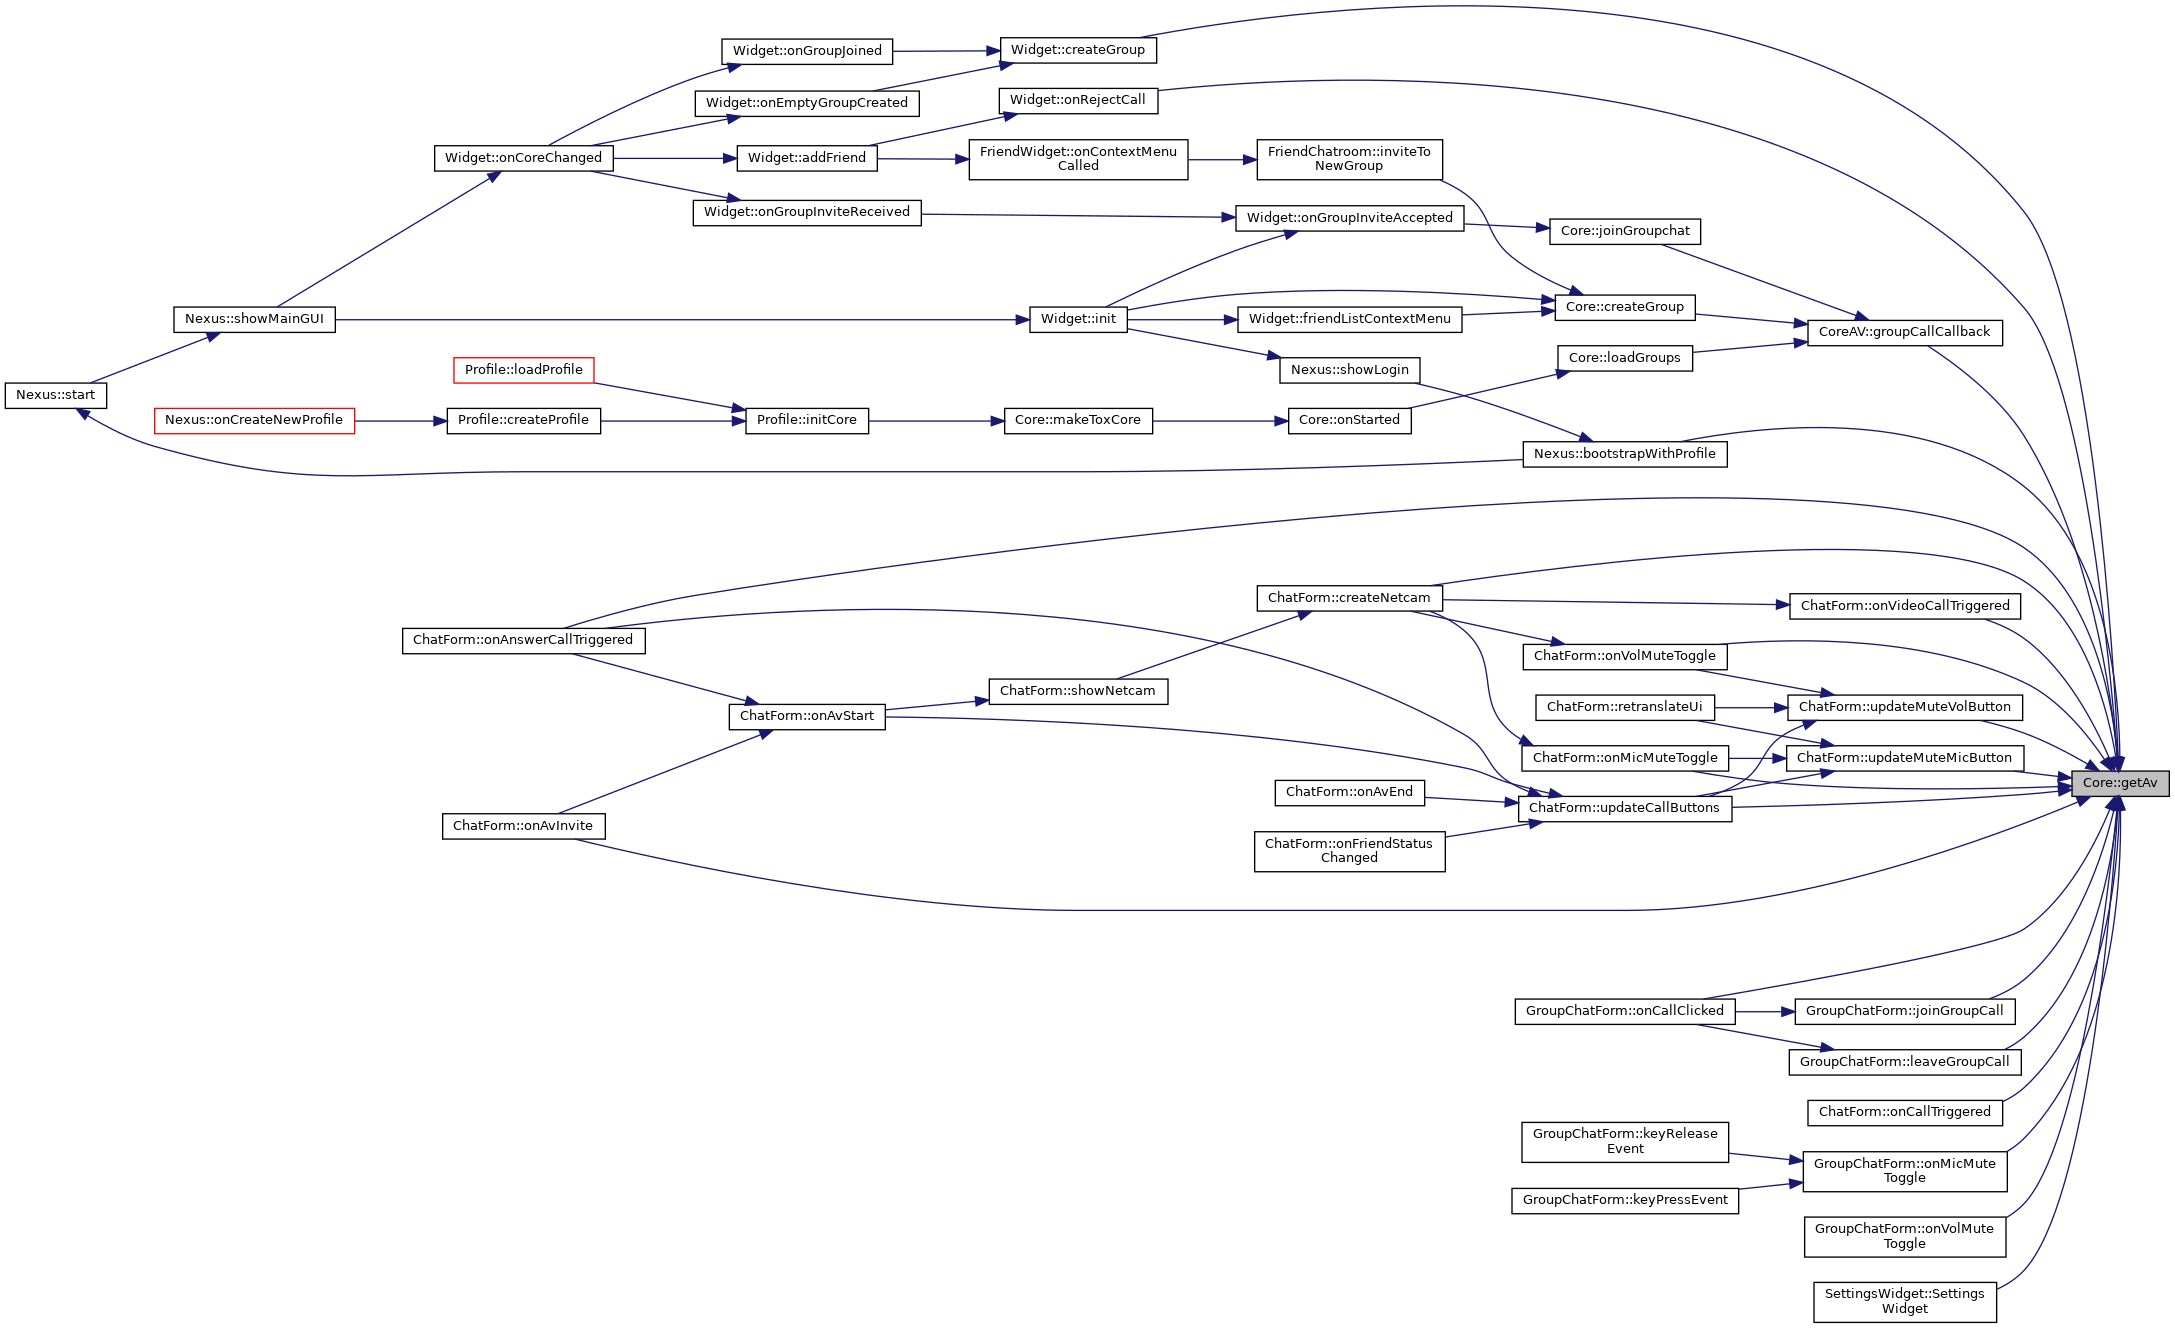 Widget::onGroupJoined
Widget::createGroup
Widget::onEmptyGroupCreated
Widget::onRejectCall
Widget::onCoreChanged
Widget::addFriend
FriendWidget::onContextMenu
Called
FriendChatroom::inviteTo
NewGroup
Widget::onGroupInviteReceived
Widget::onGroupInviteAccepted
Core::joinGroupchat
Nexus::showMainGUI
Widget::init
Widget::friendListContextMenu
Core::createGroup
CoreAV::groupCallCallback
Core::loadGroups
Profile::loadProfile
Nexus::showLogin
Nexus::start
Nexus::onCreateNewProfile
Profile::createProfile
Profile::initCore
Core::makeToxCore
Core::onStarted
Nexus::bootstrapWithProfile
ChatForm::createNetcam
ChatForm::onVideoCallTriggered
ChatForm::onAnswerCallTriggered
ChatForm::onVolMuteToggle
ChatForm::showNetcam
ChatForm::retranslateUi
ChatForm::updateMuteVolButton
ChatForm::onAvStart
ChatForm::onMicMuteToggle
ChatForm::updateMuteMicButton
Core::getAv
ChatForm::onAvEnd
ChatForm::updateCallButtons
ChatForm::onAvInvite
ChatForm::onFriendStatus
Changed
GroupChatForm::onCallClicked
GroupChatForm::joinGroupCall
GroupChatForm::leaveGroupCall
ChatForm::onCallTriggered
GroupChatForm::keyRelease
Event
GroupChatForm::onMicMute
Toggle
GroupChatForm::keyPressEvent
GroupChatForm::onVolMute
Toggle
SettingsWidget::Settings
Widget